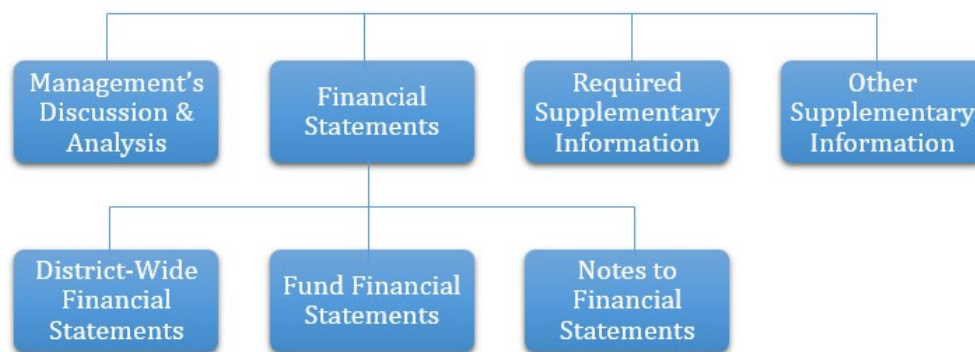 Management's
Discussion &
Analysis
Financial
Statements
Required
Supplementary
Information
Other
Supplementary
Information
District-Wide
Financial
Statements
Fund Financial
Statements
Notes to
Financial
Statements